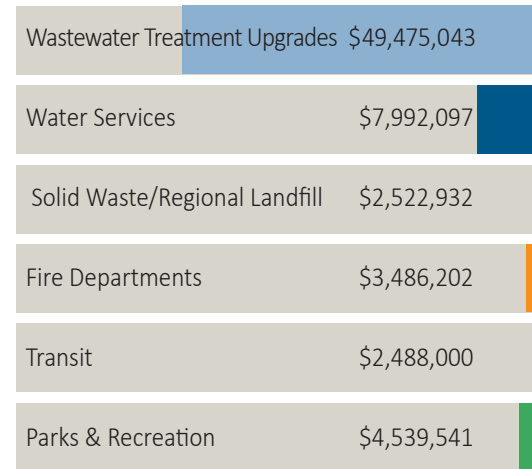 Wastewater Treatment Upgrades $49,475,043
Water Services $7,992,097
Solid Waste/Regional Landfill $2,522,932
Fire Departments $3,486,202
Transit $2,488,000
Parks & Recreation $4,539,541